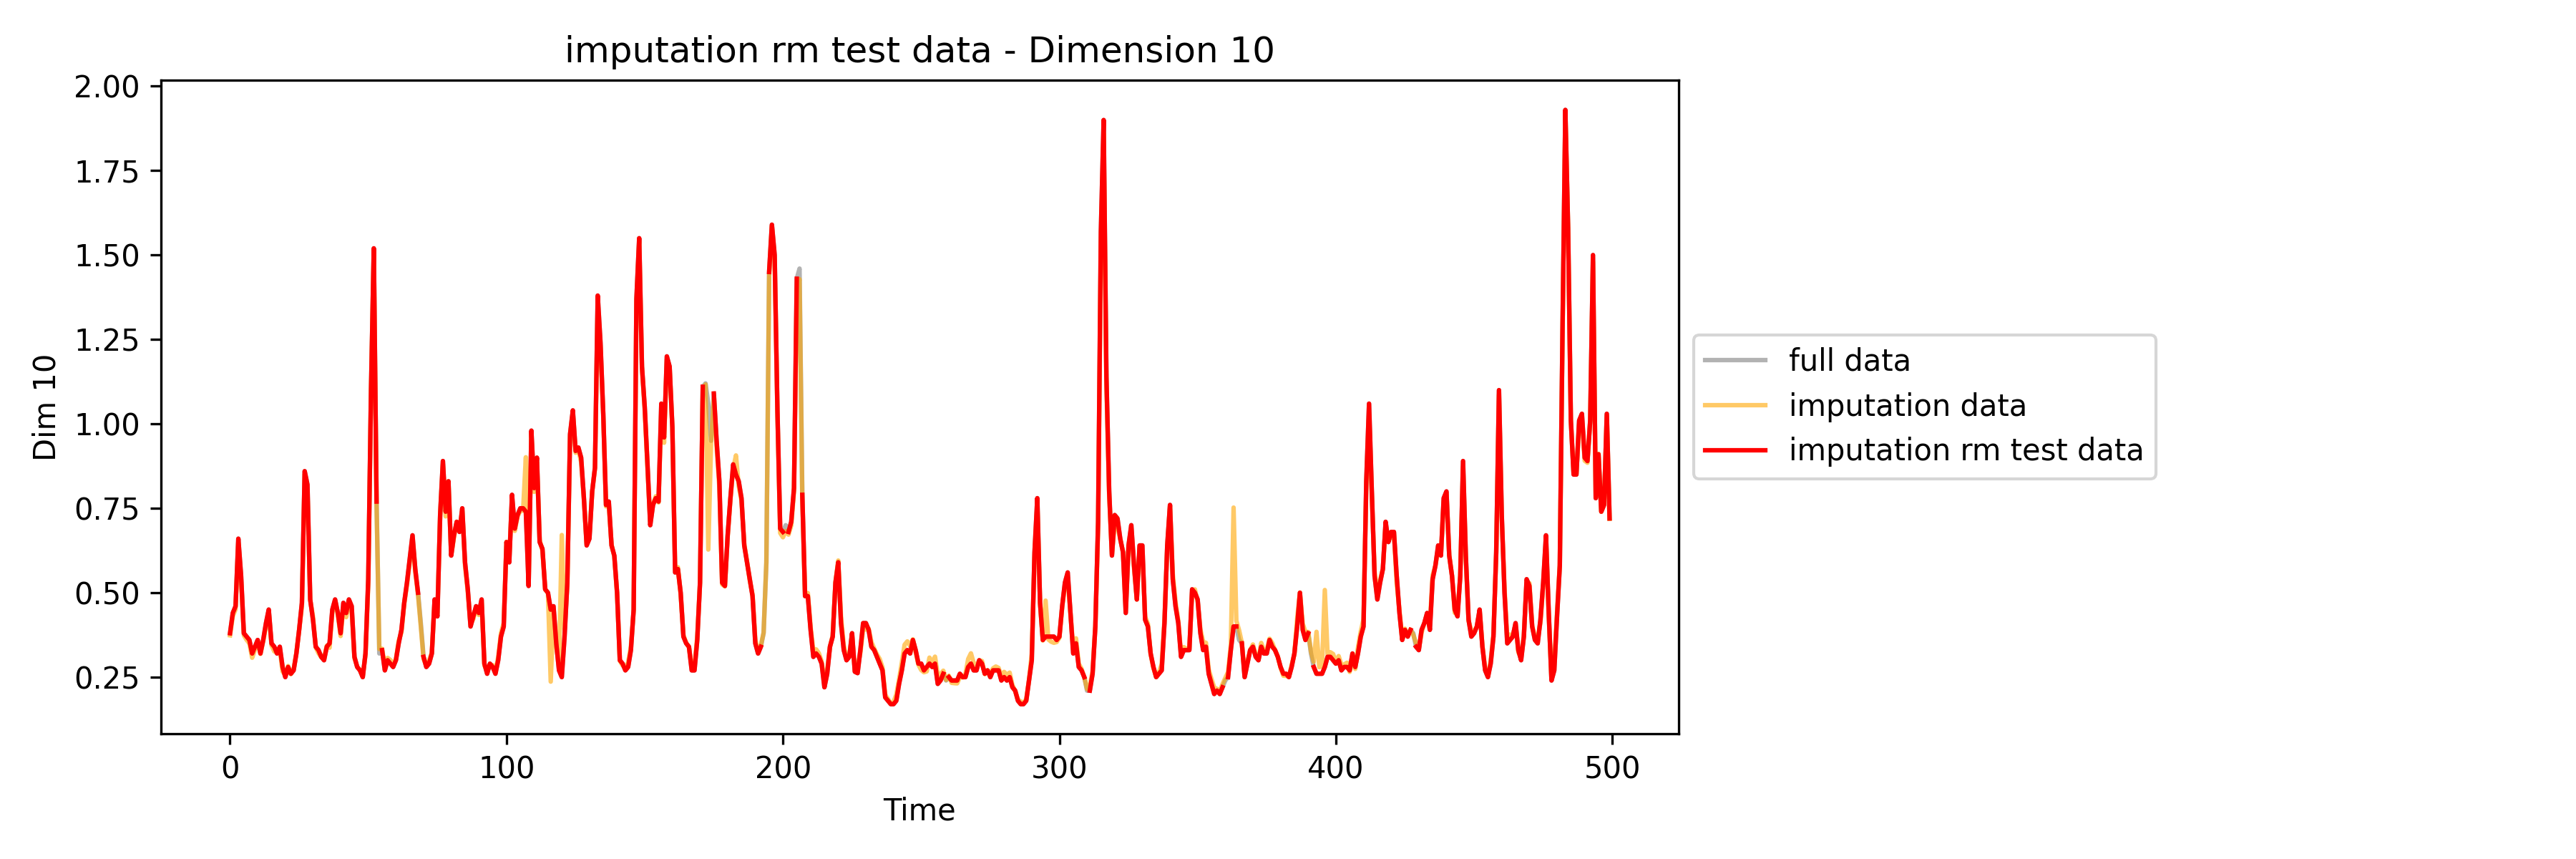 imputation rm test data - Dimension 10
2.00
1.75
1.50
1.25
1.00
0.75
0.50
0.25
Dim 10
0 100 200 300 400 500
Time
full data
imputation data
imputation rm test data